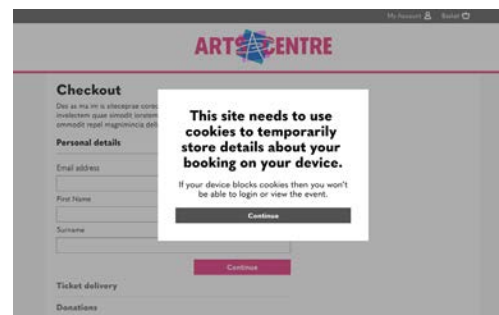 My Account Basket
ARTS CENTRE
Checkout
Personal details
Email address
First Name
Surname
Continue
Ticket delivery
Donations
This site needs to use
cookies to temporarily
store details about your
booking on your device.
If your device blocks cookies then you won't
be able to login or view the event.
Continue